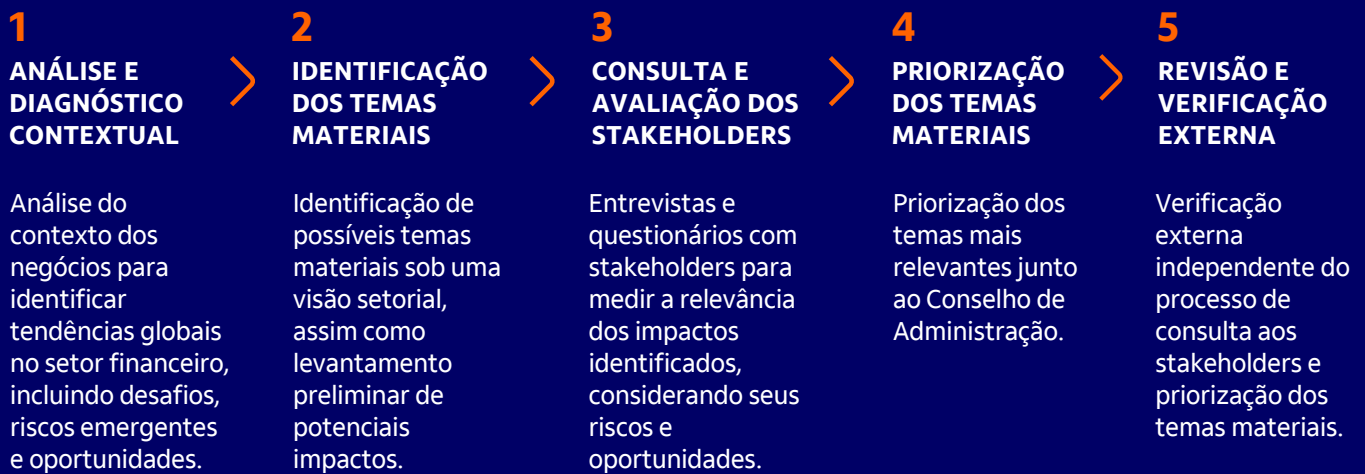 1
ANÁLISE E
DIAGNÓSTICO
CONTEXTUAL
Análise do
contexto dos
negócios para
identificar
tendências globais
no setor financeiro,
incluindo desafios,
riscos emergentes
e oportunidades.
2
IDENTIFICAÇÃO
DOS TEMAS
MATERIAIS
Identificação de
possíveis temas
materiais sob uma
visão setorial,
assim como
levantamento
preliminar de
potenciais
impactos.
3
CONSULTA E
AVALIAÇÃO DOS
STAKEHOLDERS
Entrevistas e
questionários com
stakeholders para
medir a relevância
dos impactos
identificados,
considerando seus
riscos e
oportunidades.
4
PRIORIZAÇÃO
DOS TEMAS
MATERIAIS
Priorização dos
temas mais
relevantes junto
ao Conselho de
Administração.
5
REVISÃO E
VERIFICAÇÃO
EXTERNA
Verificação
externa
independente do
processo de
consulta aos
stakeholders e
priorização dos
temas materiais.